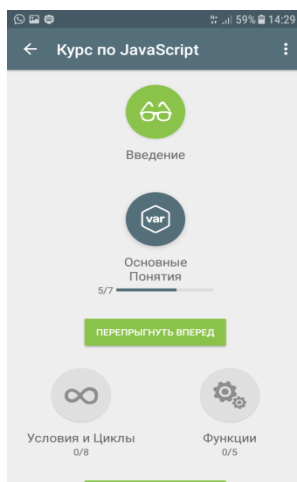 59% 14:29
Курс по JavaScript
Введение
var
Основные
Понятия
5/7
ПЕРЕПРЫГНУТЬ ВПЕРЕД
Условия и Циклы
0/8
Функции
0/5